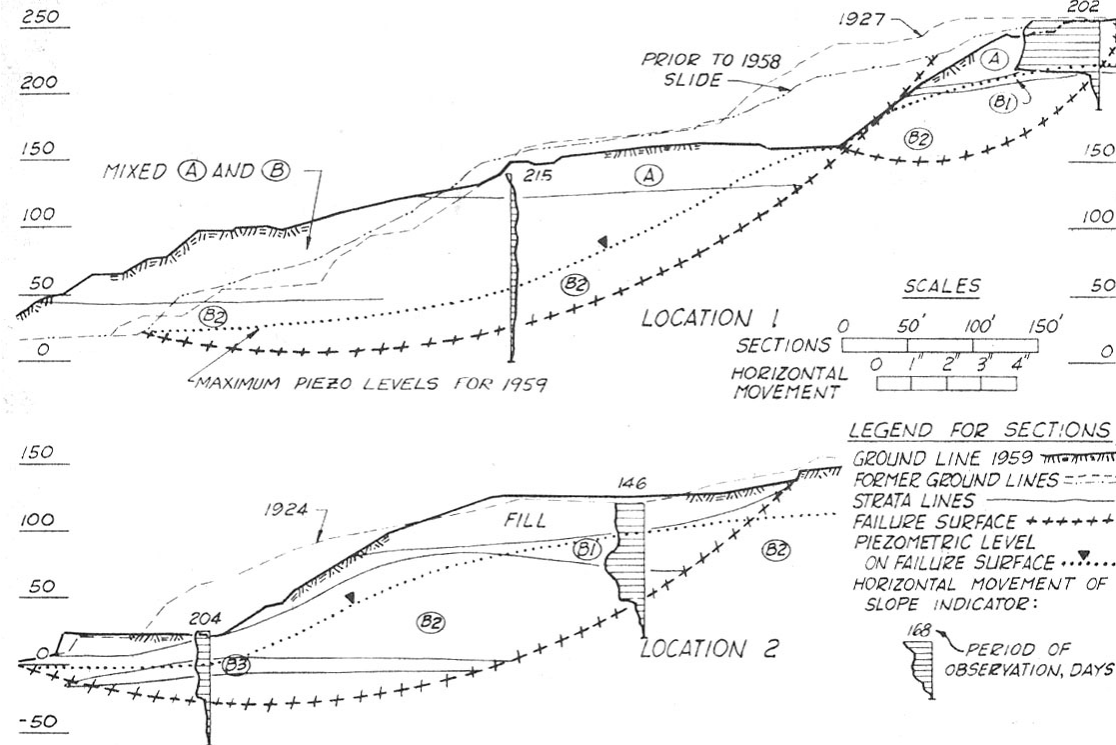 250
200
150
100
50
0
202
1927
PRIOR TO 1958
SLIDE
A
B1
B2
MIXED A AND B
215
A
B2
B2
150
100
50
0
LOCATION 1
MAXIMUM PIEZO LEVELS FOR 1959
SCALES
0 50' 100' 150'
SECTIONS
0 1" 2" 3" 4"
HORIZONTAL
MOVEMENT
150
100
50
0
-50
1924
146
FILL
B1
B2
B2
204
B3
LOCATION 2
LEGEND FOR SECTIONS
GROUND LINE 1959
FORMER GROUND LINES
STRATA LINES
FAILURE SURFACE
PIEZOMETRIC LEVEL
ON FAILURE SURFACE
HORIZONTAL MOVEMENT OF
SLOPE INDICATOR:
168
PERIOD OF
OBSERVATION, DAYS